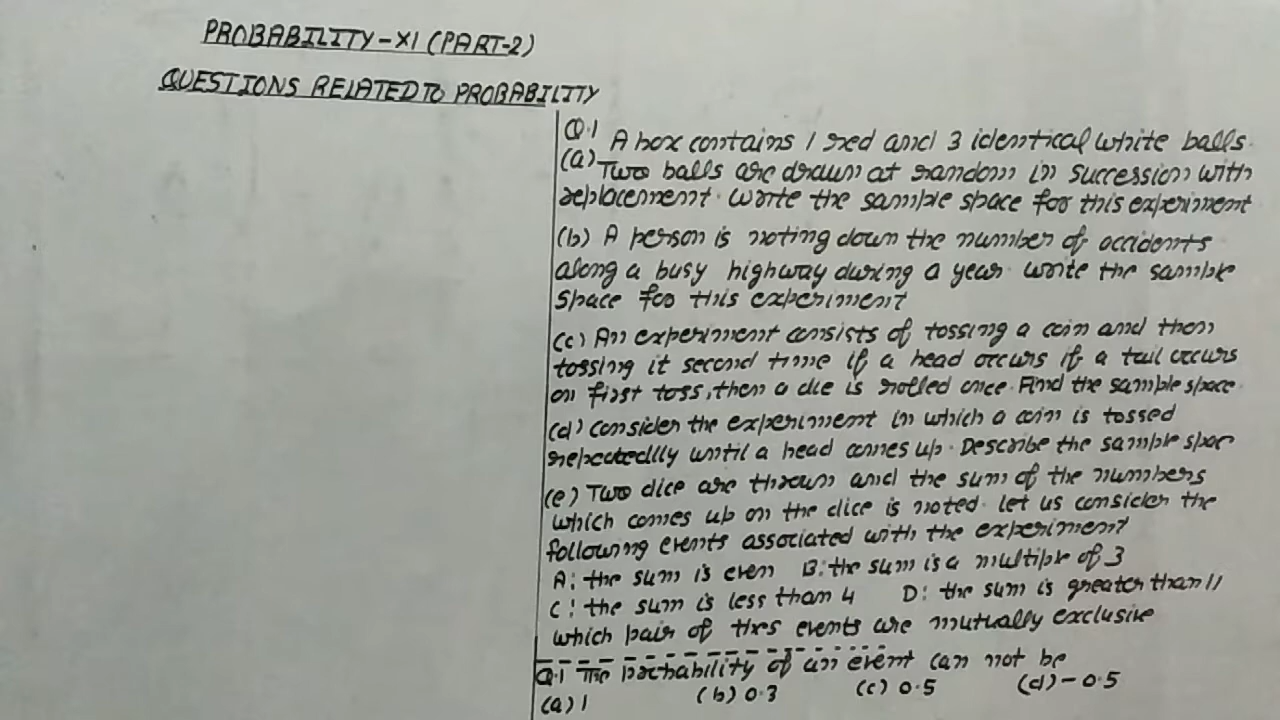 PROBABILITY-XI (PART-2)
QUESTIONS RELATED TO PROBABILITY
Q.1 A box contains 1 red and 3 identical white balls.
(a) Two balls are drawn at random in succession with
replacement. write the sample space for this experiment
(b) A person is noting down the number of accidents
along a busy highway during a year. write the sample
space for this experiment
(c) An experiment consists of tossing a coin and then
tossing it second time if a head occurs if a tail occurs
on first toss, then a die is rolled once. Find the sample space.
(d) consider the experiment in which a coin is tossed
repeatedlly until a head comes up. Describe the sample spac
(e) Two dice are thrown and the sum of the numbers
which comes up on the dice is noted. let us consider the
following events associated with the experiment
A: the sum is even B: the sum is a multiple of 3
C: the sum is less than 4 D: the sum is greater than 11
which pair of this events are mutually exclusive
Q.1 The probability of an event can not be
(a) 1 (b) 0.3 (c) 0.5 (d) -0.5